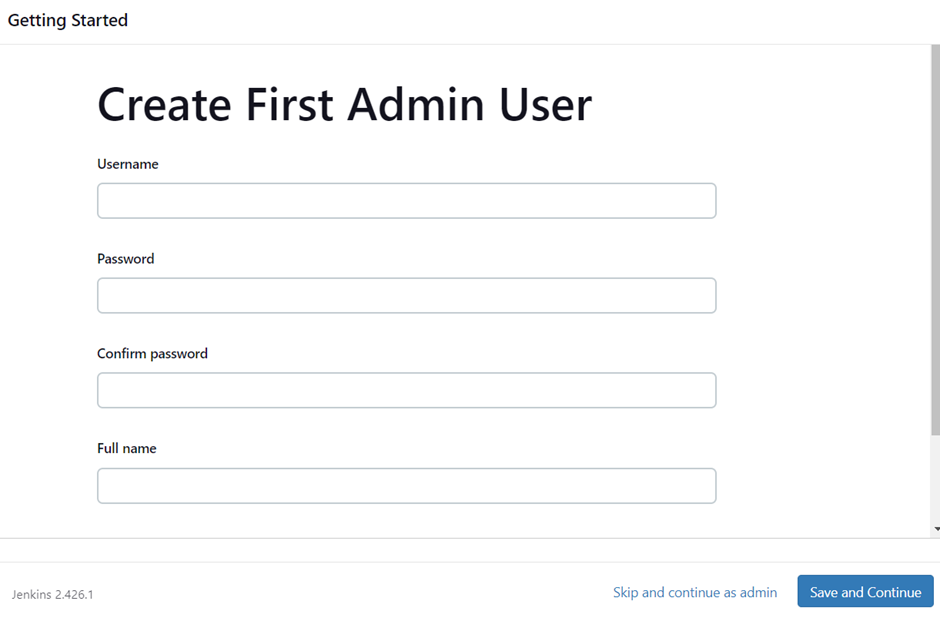 Getting Started
Create First Admin User
Username
Password
Confirm password
Full name
Jenkins 2.426.1
Skip and continue as admin
Save and Continue